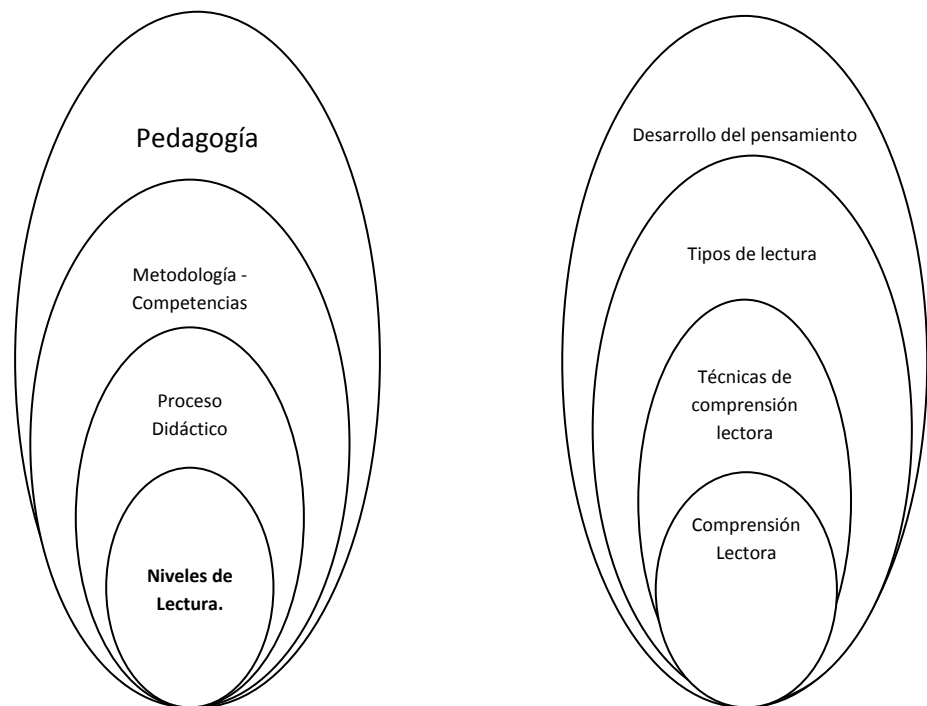 Pedagogía
Metodología -
Competencias
Proceso
Didáctico
Niveles de
Lectura.
Desarrollo del pensamiento
Tipos de lectura
Técnicas de
comprensión
lectora
Comprensión
Lectora